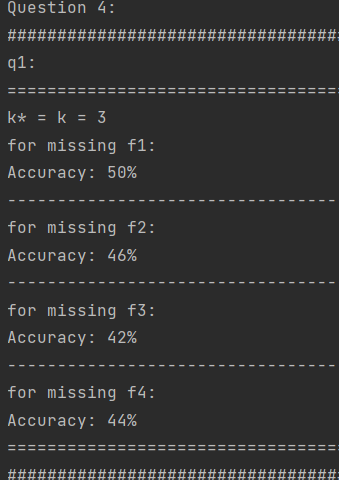 Question 4:
##################################
q1:
==================================
k* = k = 3
for missing f1:
Accuracy: 50%
---------------------------------
for missing f2:
Accuracy: 46%
---------------------------------
for missing f3:
Accuracy: 42%
---------------------------------
for missing f4:
Accuracy: 44%
==================================
##################################